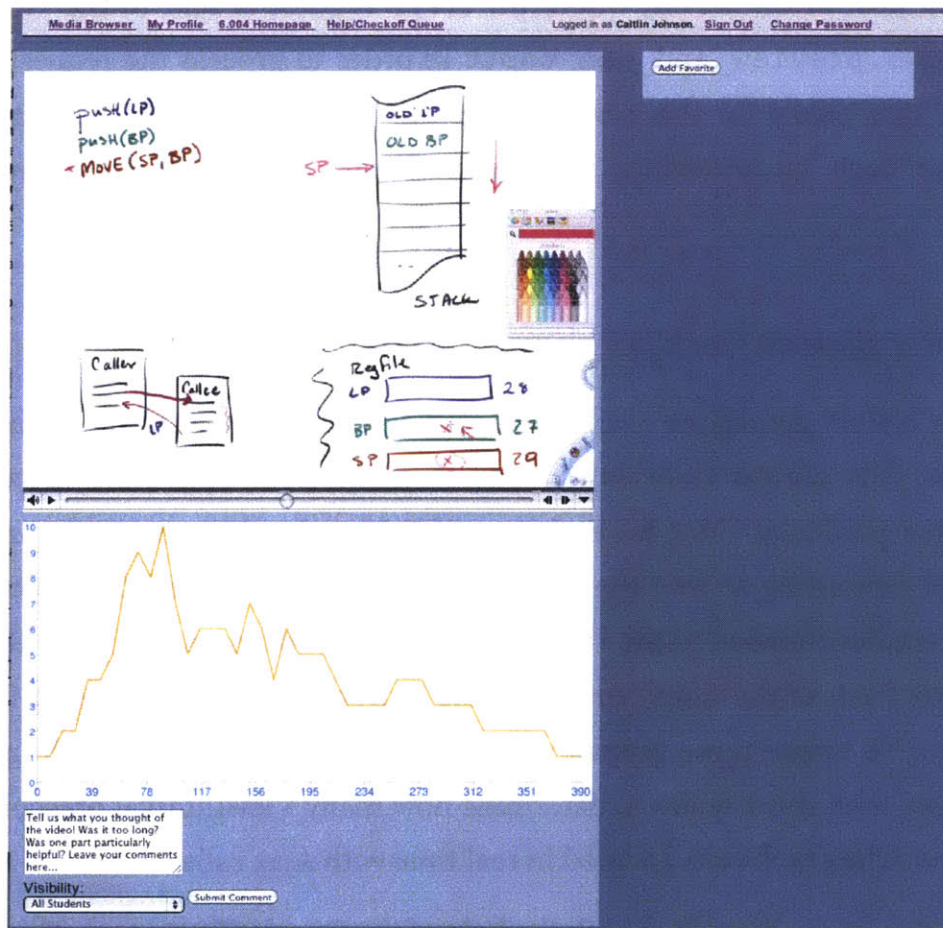 Media Browser My Profile 6.004 Homepage Help/Checkoff Queue Logged in as Caitlin Johnson. Sign Out Change Password
Add Favorite
PUSH(LP)
PUSH(BP)
MOVE(SP, BP)
OLD LP
OLD BP
SP
...
STACK
Caller
Callee
LP
Regfile
LP 28
BP x 27
SP x 29
10
9
8
7
6
5
4
3
2
1
0
0 39 78 117 156 195 234 273 312 351 390
Tell us what you thought of
the video! Was it too long?
Was one part particularly
helpful? Leave your comments
here...
Visibility:
All Students
Submit Comment